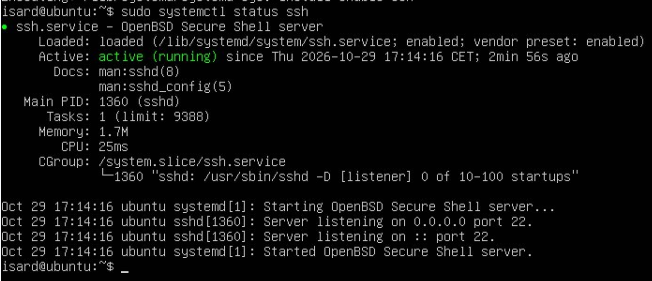 isard@ubuntu:~$ sudo systemctl status ssh
● ssh.service - OpenBSD Secure Shell server
Loaded: loaded (/lib/systemd/system/ssh.service; enabled; vendor preset: enabled)
Active: active (running) since Thu 2026-10-29 17:14:16 CET; 2min 56s ago
Docs: man:sshd(8)
man:sshd_config(5)
Main PID: 1360 (sshd)
Tasks: 1 (limit: 9388)
Memory: 1.7M
CPU: 25ms
CGroup: /system.slice/ssh.service
└─1360 "sshd: /usr/sbin/sshd -D [listener] 0 of 10-100 startups"
Oct 29 17:14:16 ubuntu systemd[1]: Starting OpenBSD Secure Shell server...
Oct 29 17:14:16 ubuntu sshd[1360]: Server listening on 0.0.0.0 port 22.
Oct 29 17:14:16 ubuntu sshd[1360]: Server listening on :: port 22.
Oct 29 17:14:16 ubuntu systemd[1]: Started OpenBSD Secure Shell server.
isard@ubuntu:~$ _